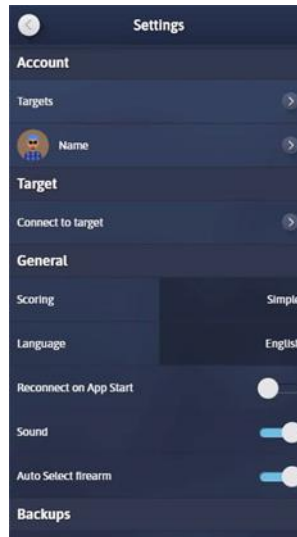 Settings
Account
Targets
Name
Target
Connect to target
General
Scoring Simple
Language English
Reconnect on App Start
Sound
Auto Select firearm
Backups